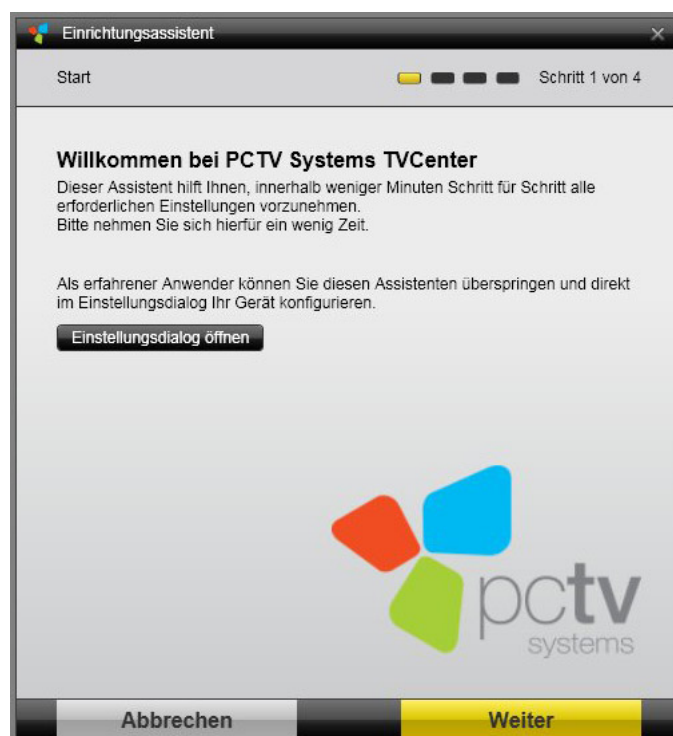 Einrichtungsassistent
Start
Schritt 1 von 4
Willkommen bei PCTV Systems TVCenter
Dieser Assistent hilft Ihnen, innerhalb weniger Minuten Schritt für Schritt alle
erforderlichen Einstellungen vorzunehmen.
Bitte nehmen Sie sich hierfür ein wenig Zeit.
Als erfahrener Anwender können Sie diesen Assistenten überspringen und direkt
im Einstellungsdialog Ihr Gerät konfigurieren.
Einstellungsdialog öffnen
pctv
systems
Abbrechen
Weiter